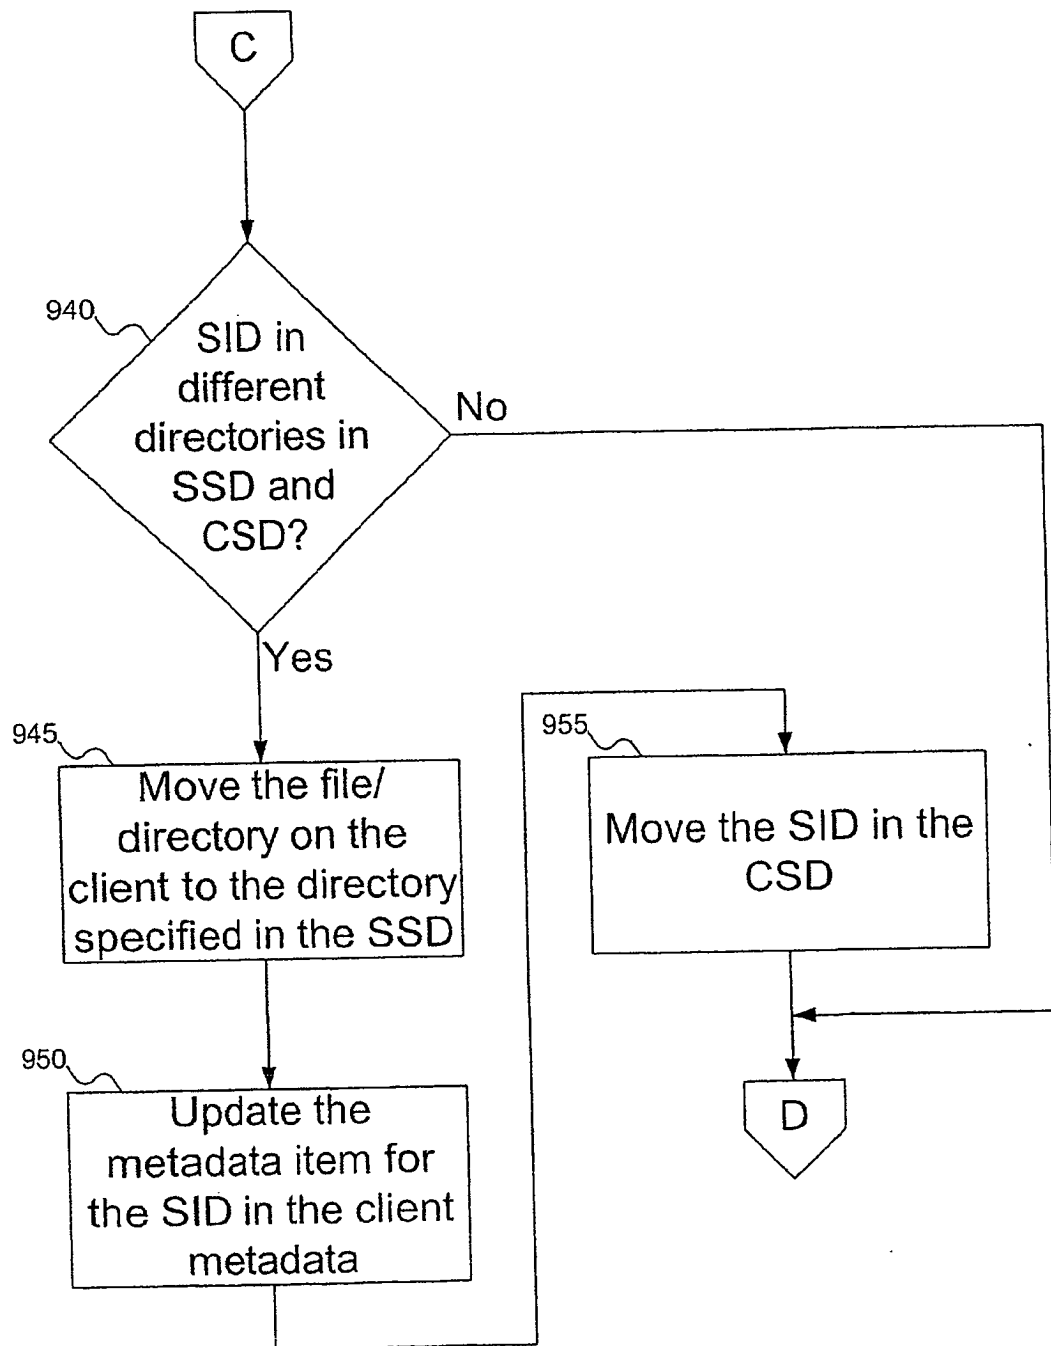 C
940
SID in
different
directories in
SSD and
CSD?
No
Yes
945
Move the file/
directory on the
client to the directory
specified in the SSD
950
Update the
metadata item for
the SID in the client
metadata
955
Move the SID in the
CSD
D